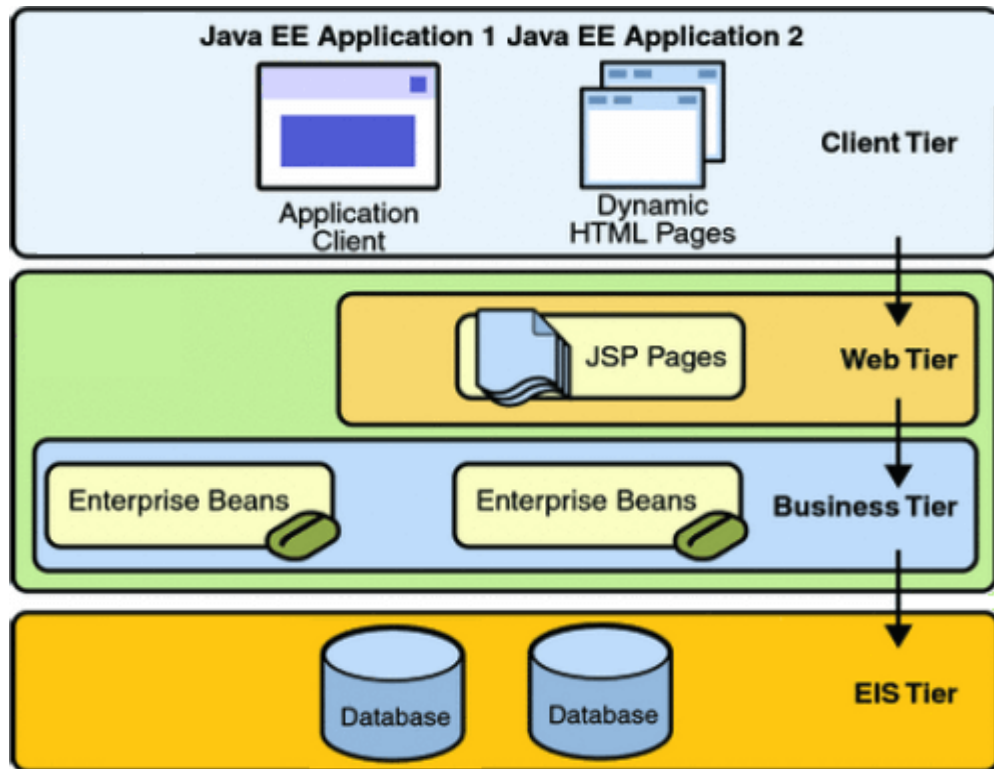 Java EE Application 1 Java EE Application 2
Client Tier
Application
Client
Dynamic
HTML Pages
JSP Pages
Web Tier
Enterprise Beans
Enterprise Beans
Business Tier
Database
Database
EIS Tier